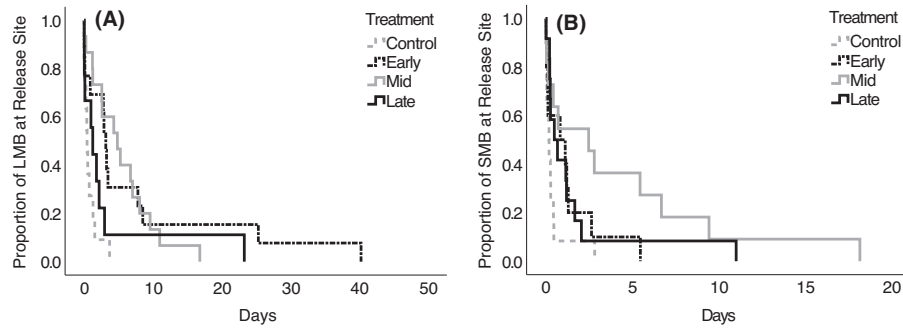 (A)
Treatment
Control
Early
Mid
Late
Proportion of LMB at Release Site
1.0
0.8
0.6
0.4
0.2
0.0
0 10 20 30 40 50
Days
(B)
Treatment
Control
Early
Mid
Late
Proportion of SMB at Release Site
1.0
0.8
0.6
0.4
0.2
0.0
0 5 10 15 20
Days